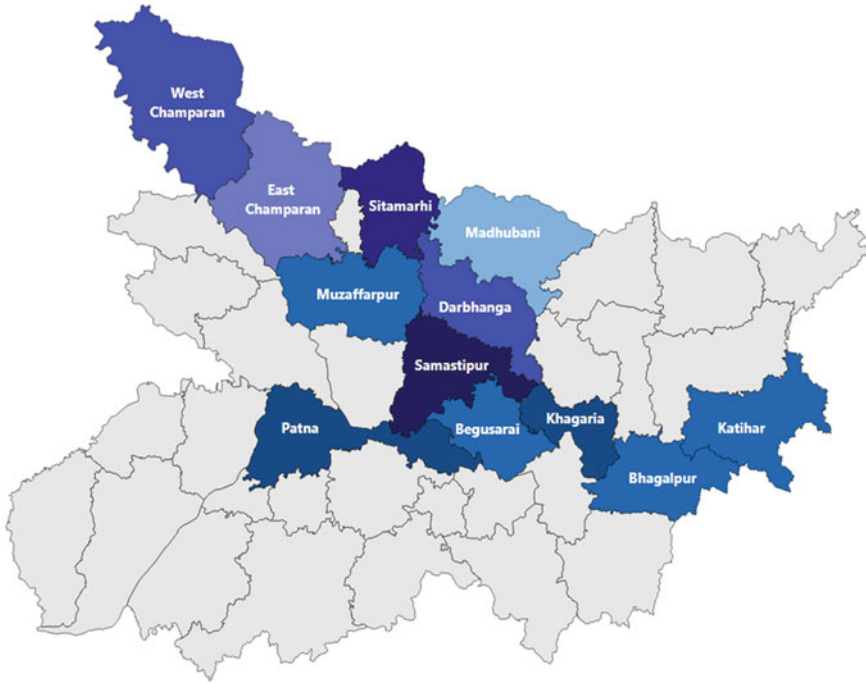 West
Champaran
East
Champaran
Sitamarhi
Madhubani
Muzaffarpur
Darbhanga
Samastipur
Patna
Begusarai
Khagaria
Katihar
Bhagalpur